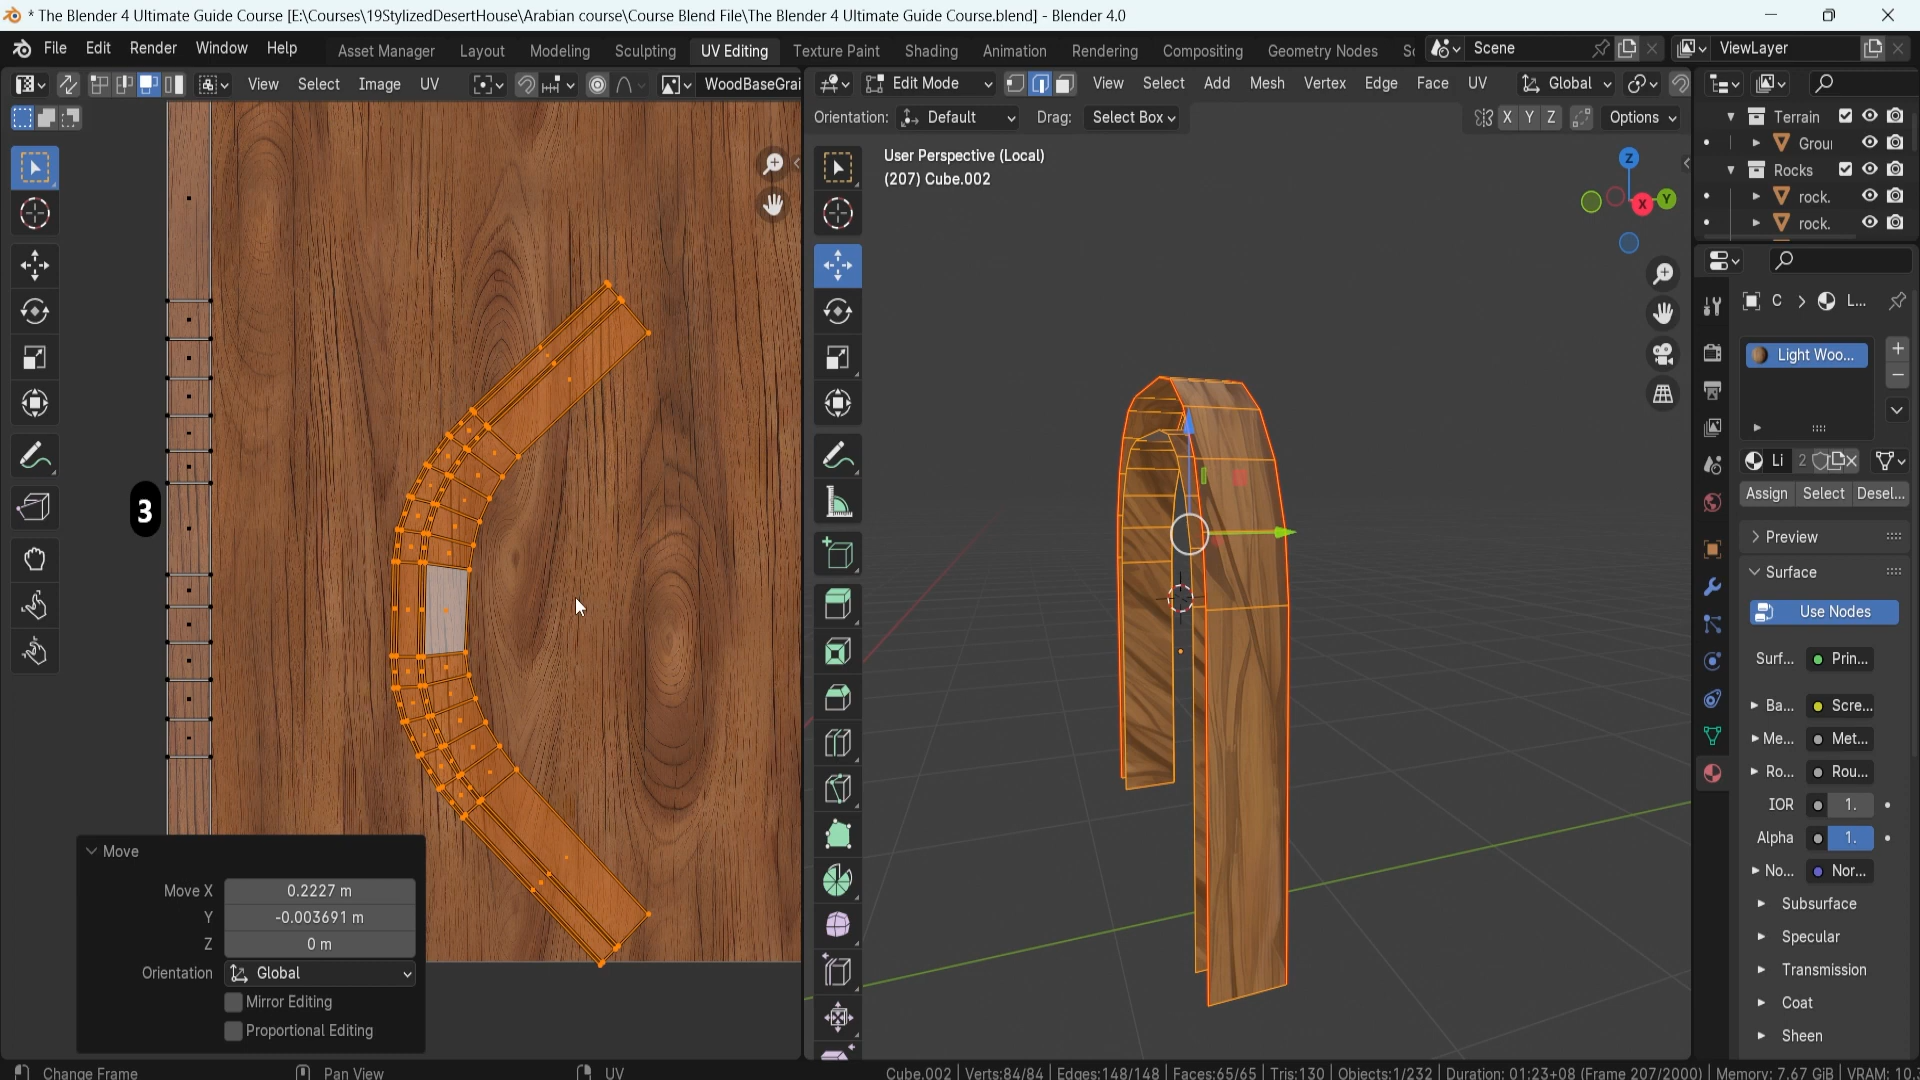 * The Blender 4 Ultimate Guide Course [E:\Courses\19StylizedDesertHouse\Arabian course\Course Blend File\The Blender 4 Ultimate Guide Course.blend] - Blender 4.0
File Edit Render Window Help Asset Manager Layout Modeling Sculpting UV Editing Texture Paint Shading Animation Rendering Compositing Geometry Nodes Sc Scene ViewLayer
View Select Image UV WoodBaseGrai Edit Mode View Select Add Mesh Vertex Edge Face UV Global
Orientation: Default Drag: Select Box X Y Z Options
Terrain
Grou
Rocks
rock.
rock.
User Perspective (Local)
(207) Cube.002
Z
Y
X
C > L...
Light Woo...
Li 2
Assign Select Desel...
3
Preview
Surface
Use Nodes
Surf... Prin...
Ba... Scre...
Me... Met...
Ro... Rou...
IOR 1.
Alpha 1.
No... Nor...
Subsurface
Specular
Transmission
Coat
Sheen
Move
Move X 0.2227 m
Y -0.003691 m
Z 0 m
Orientation Global
Mirror Editing
Proportional Editing
Change Frame Pan View UV Cube.002 | Verts:84/84 | Edges:148/148 | Faces:65/65 | Tris:130 | Objects:1/232 | Duration: 01:23+08 (Frame 207/2000) | Memory: 7.67 GiB | VRAM: 10.